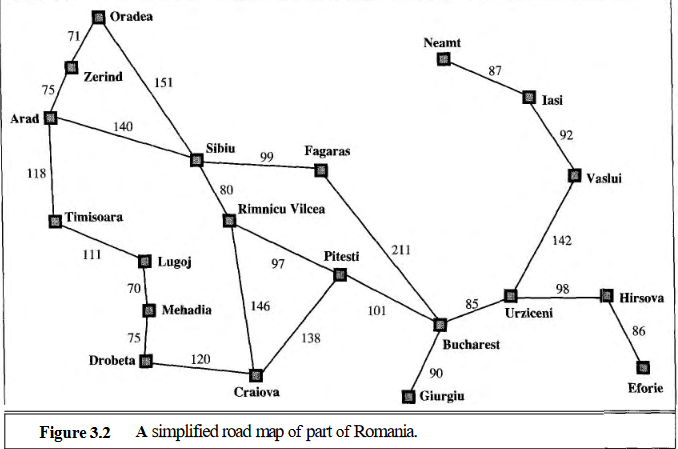 Oradea
71
Neamt
Zerind
87
151
75
Iasi
Arad
140
92
Sibiu
Fagaras
99
118
Vaslui
80
Rimnicu Vilcea
Timisoara
142
111
Pitesti
211
Lugoj
97
70
98
Hirsova
85
146
101
Urziceni
Mehadia
86
75
138
Bucharest
Drobeta
120
90
Eforie
Craiova
Giurgiu
Figure 3.2 A simplified road map of part of Romania.